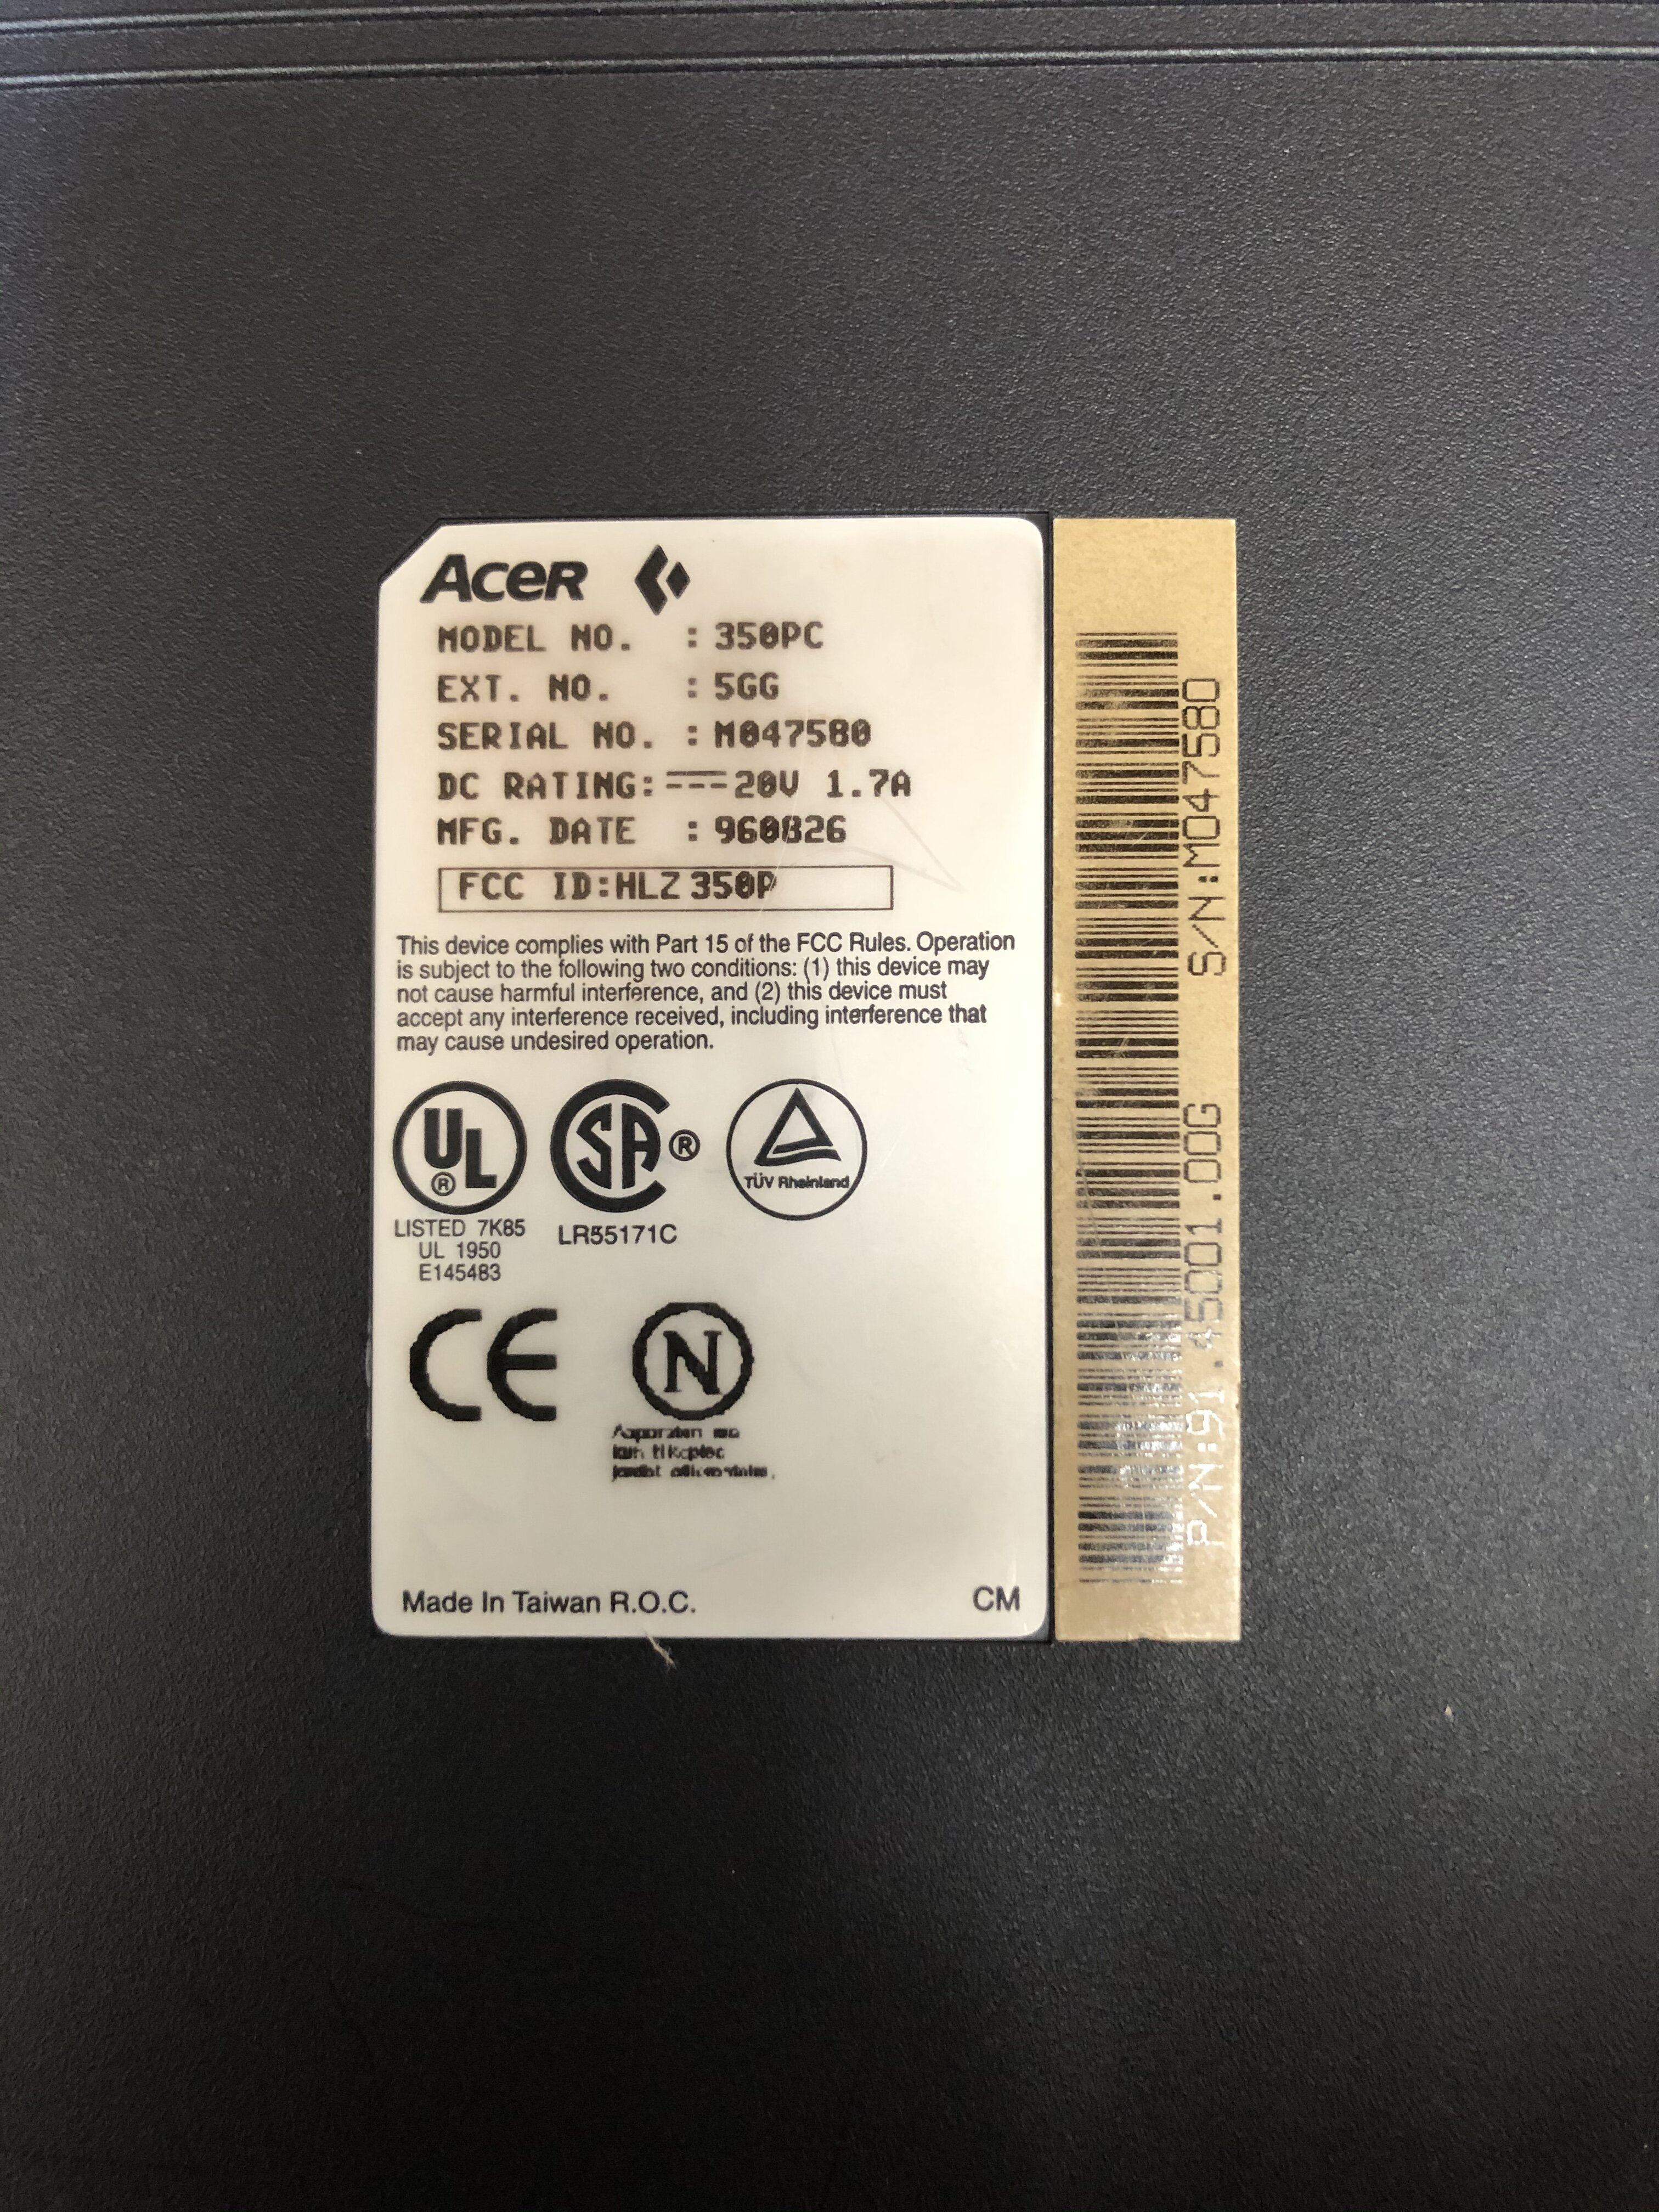 Acer
MODEL NO. : 350PC
EXT. NO. : 5GG
SERIAL NO. : M047580
DC RATING: 20V 1.7A
MFG. DATE : 960826
FCC ID:HLZ 350P
This device complies with Part 15 of the FCC Rules. Operation
is subject to the following two conditions: (1) this device may
not cause harmful interference, and (2) this device must
accept any interference received, including interference that
may cause undesired operation.
UL ®
LISTED 7K85
UL 1950
E145483
SA ®
LR55171C
TÜV Rheinland
CE
N
Made In Taiwan R.O.C.
CM
P/N:91.45001.00G S/N:M047580